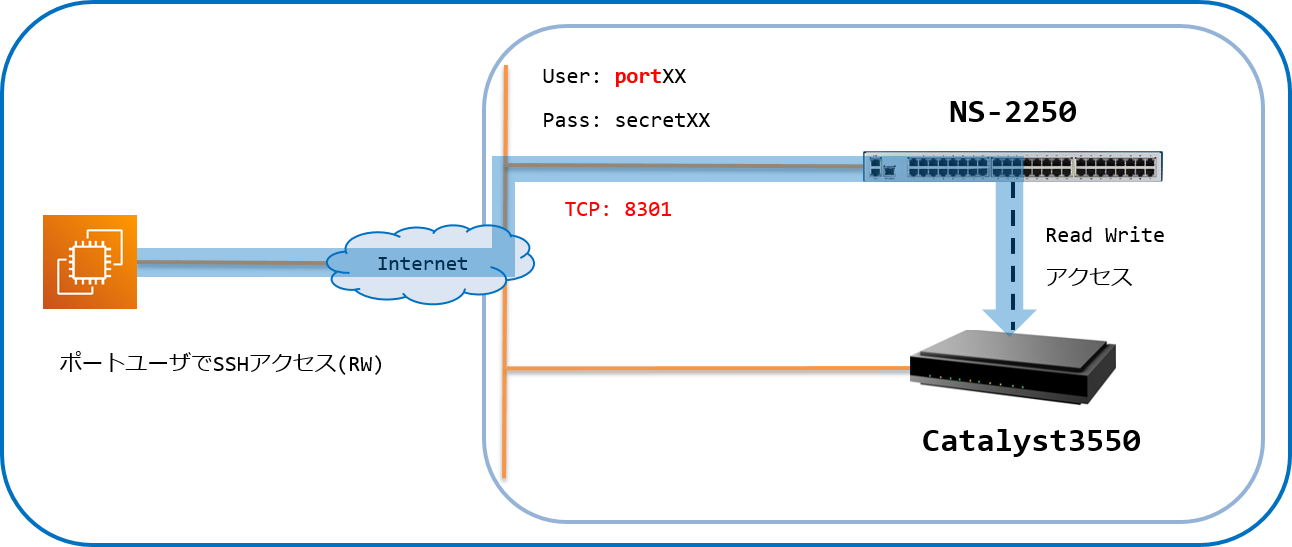 User: portXX
Pass: secretXX
NS-2250
TCP: 8301
Internet
Read Write
アクセス
ポートユーザでSSHアクセス(RW)
Catalyst3550